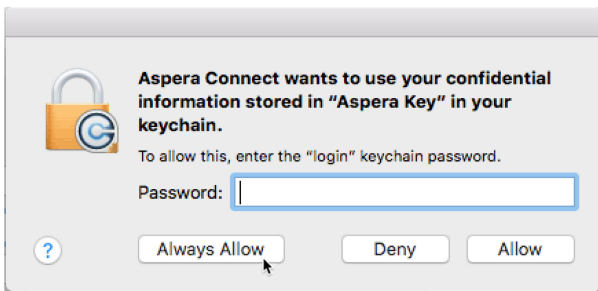 Aspera Connect wants to use your confidential
information stored in “Aspera Key” in your
keychain.
To allow this, enter the “login” keychain password.
Password:
? Always Allow Deny Allow